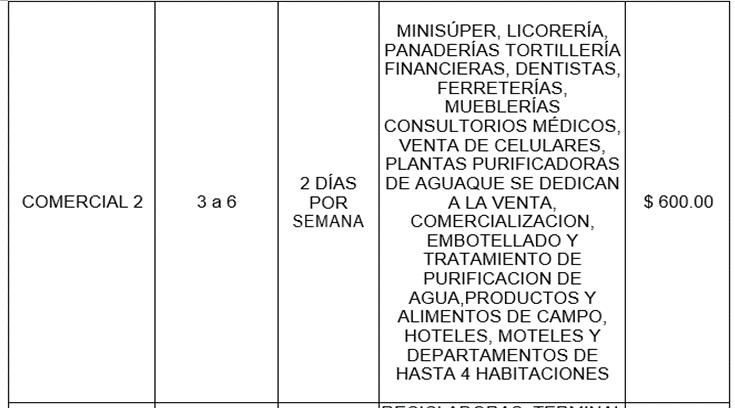 COMERCIAL 2
3 a 6
2 DÍAS
POR
SEMANA
MINISÚPER, LICORERÍA,
PANADERÍAS TORTILLERÍA
FINANCIERAS, DENTISTAS,
FERRETERÍAS,
MUEBLERÍAS
CONSULTORIOS MÉDICOS,
VENTA DE CELULARES,
PLANTAS PURIFICADORAS
DE AGUAQUE SE DEDICAN
A LA VENTA,
COMERCIALIZACION,
EMBOTELLADO Y
TRATAMIENTO DE
PURIFICACION DE
AGUA,PRODUCTOS Y
ALIMENTOS DE CAMPO,
HOTELES, MOTELES Y
DEPARTAMENTOS DE
HASTA 4 HABITACIONES
$ 600.00